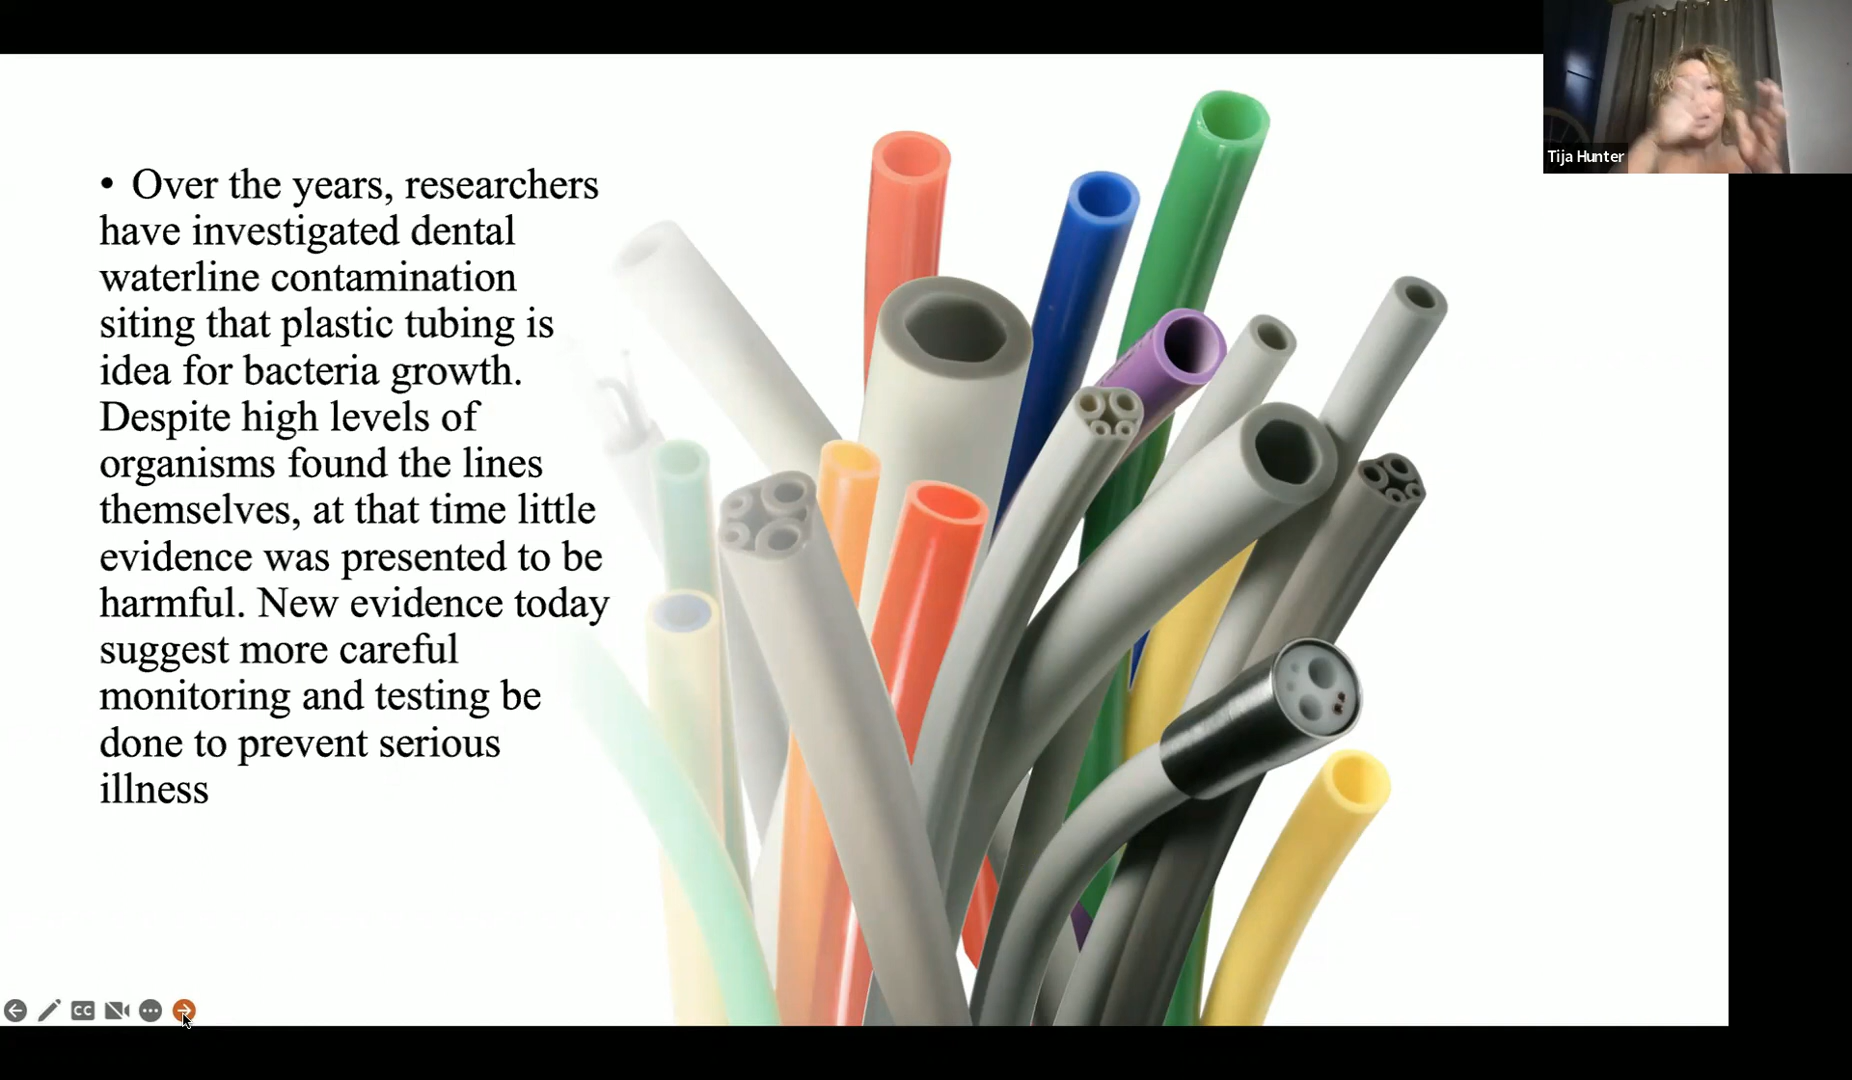 Tija Hunter
• Over the years, researchers
have investigated dental
waterline contamination
siting that plastic tubing is
idea for bacteria growth.
Despite high levels of
organisms found the lines
themselves, at that time little
evidence was presented to be
harmful. New evidence today
suggest more careful
monitoring and testing be
done to prevent serious
illness
CC